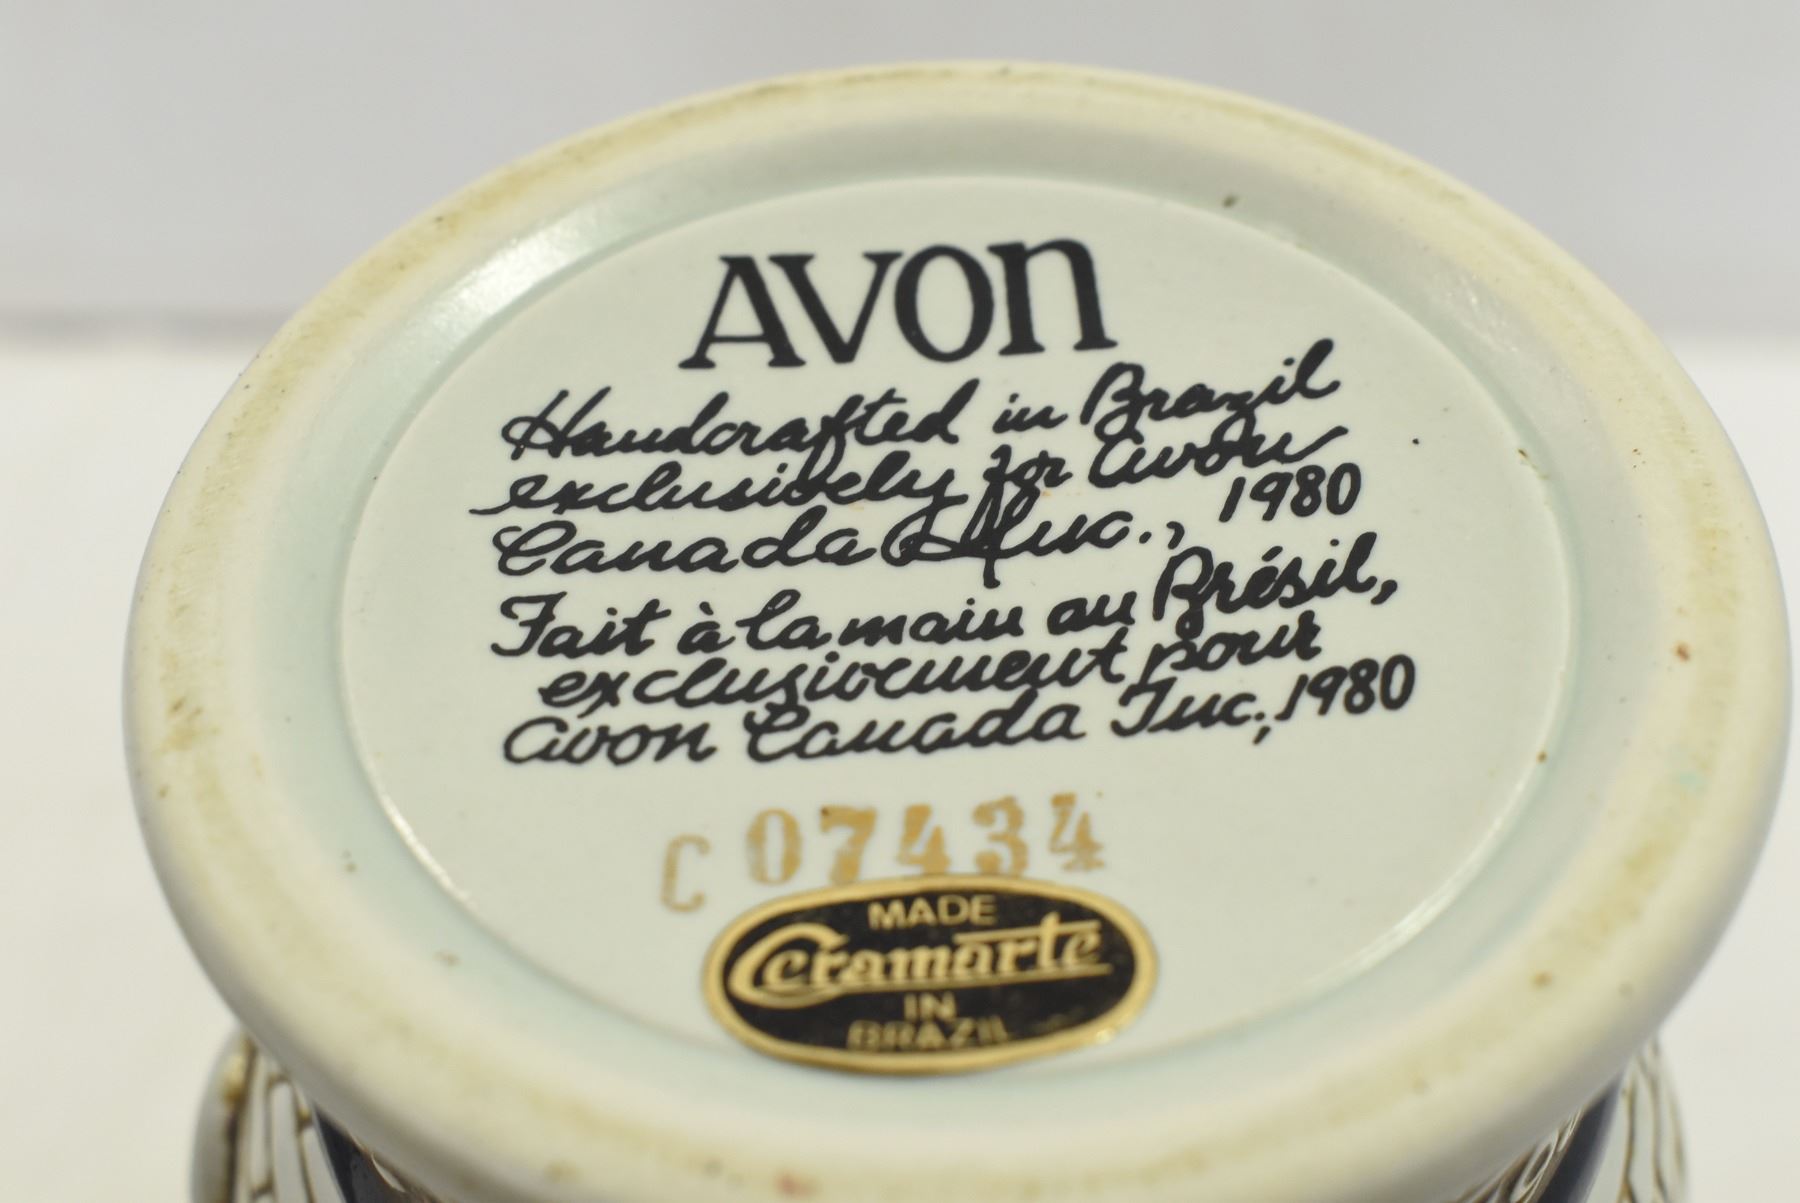 AVON
Handcrafted in Brazil
exclusively for Avon
Canada Inc., 1980
Fait à la main au Brésil,
exclusivement pour
Avon Canada Inc., 1980
C 07434
MADE
Ceramarte
IN
BRAZIL